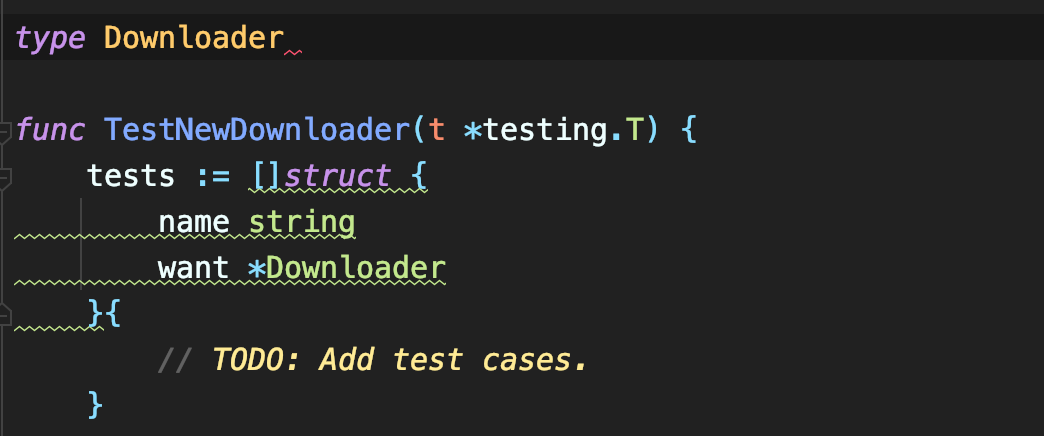 type Downloader
func TestNewDownloader(t *testing.T) {
tests := []struct {
name string
want *Downloader
}{
// TODO: Add test cases.
}